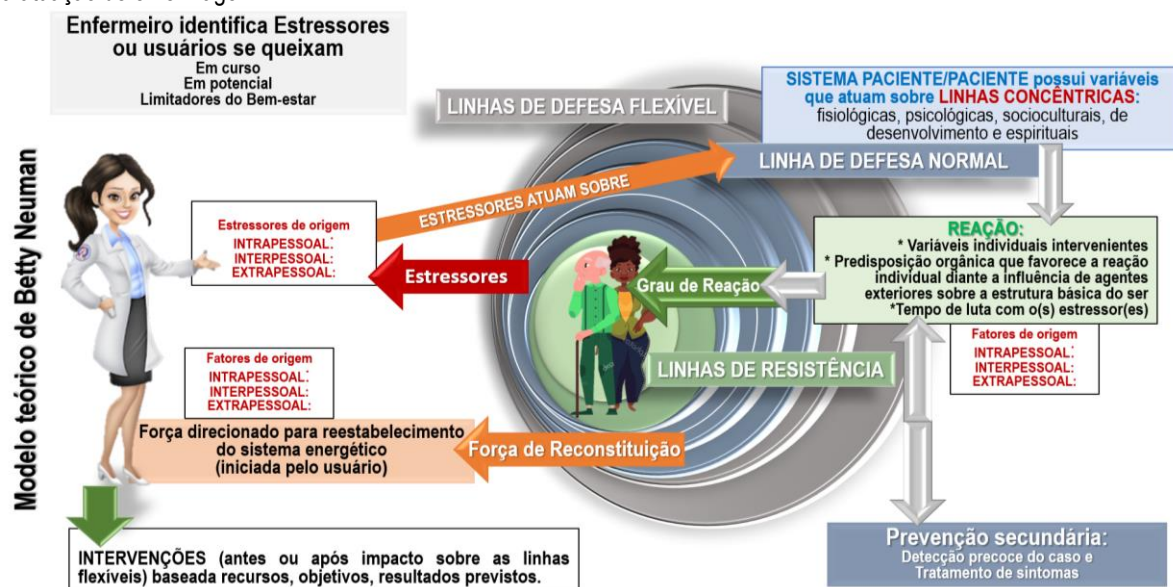 Enfermeiro identifica Estressores
ou usuários se queixam
Em curso
Em potencial
Limitadores do Bem-estar
LINHAS DE DEFESA FLEXÍVEL
SISTEMA PACIENTE/PACIENTE possui variáveis
que atuam sobre LINHAS CONCÊNTRICAS:
fisiológicas, psicológicas, socioculturais, de
desenvolvimento e espirituais
LINHA DE DEFESA NORMAL
ESTRESSORES ATUAM SOBRE
Modelo teórico de Betty Neuman
Estressores de origem
INTRAPESSOAL:
INTERPESSOAL:
EXTRAPESSOAL:
Estressores
Grau de Reação
REAÇÃO:
* Variáveis individuais intervenientes
* Predisposição orgânica que favorece a reação
individual diante a influência de agentes
exteriores sobre a estrutura básica do ser
*Tempo de luta com o(s) estressor(es)
Fatores de origem
INTRAPESSOAL:
INTERPESSOAL:
EXTRAPESSOAL:
LINHAS DE RESISTÊNCIA
Fatores de origem
INTRAPESSOAL:
INTERPESSOAL:
EXTRAPESSOAL:
Força direcionado para reestabelecimento
do sistema energético
(iniciada pelo usuário)
Força de Reconstituição
Prevenção secundária:
Detecção precoce do caso e
Tratamento de sintomas
INTERVENÇÕES (antes ou após impacto sobre as linhas
flexíveis) baseada recursos, objetivos, resultados previstos.